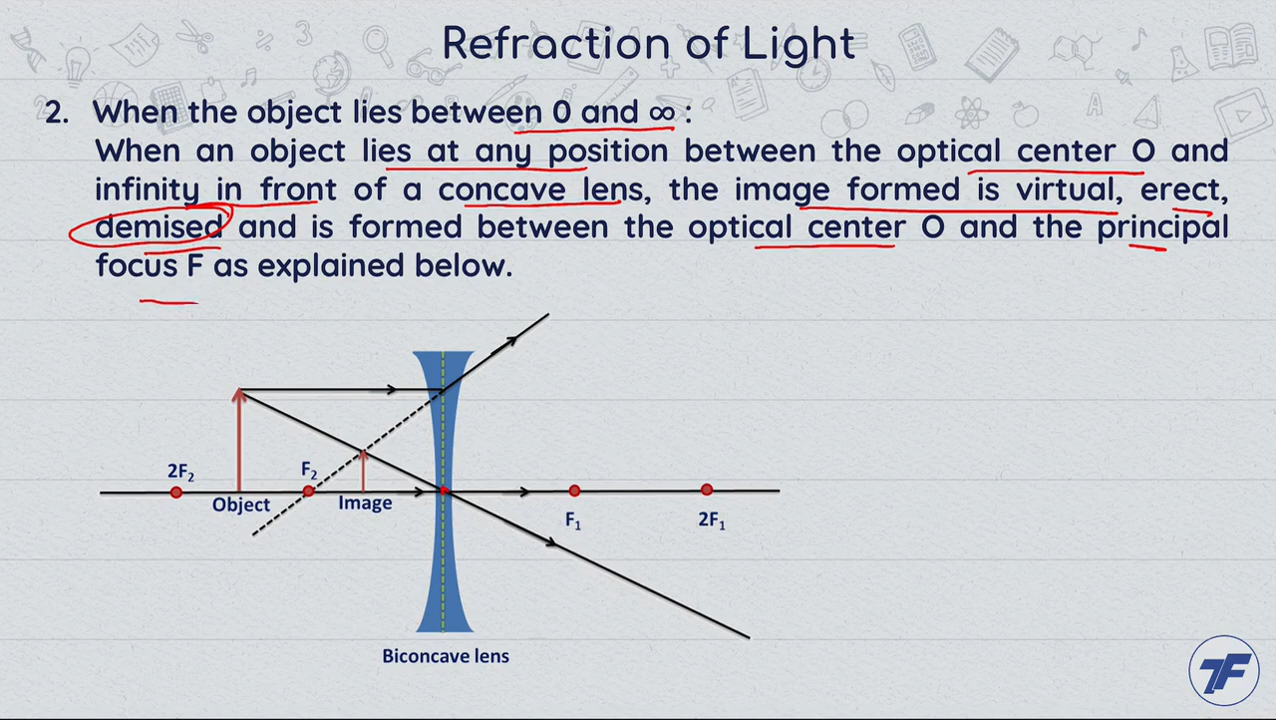 Refraction of Light
2. When the object lies between 0 and ∞ :
When an object lies at any position between the optical center O and
infinity in front of a concave lens, the image formed is virtual, erect,
demised and is formed between the optical center O and the principal
focus F as explained below.
2F₂
F₂
Object
Image
F₁
2F₁
Biconcave lens
TF